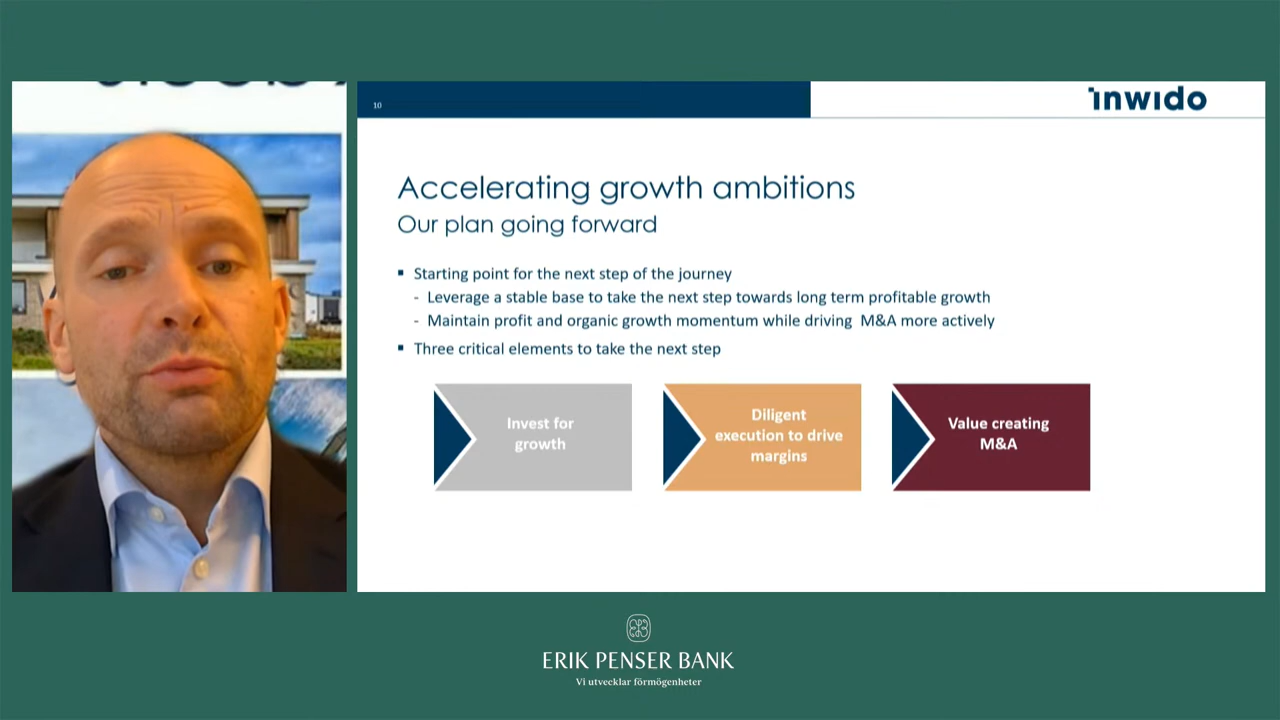 10
inwido
Accelerating growth ambitions
Our plan going forward
▪ Starting point for the next step of the journey
- Leverage a stable base to take the next step towards long term profitable growth
- Maintain profit and organic growth momentum while driving M&A more actively
▪ Three critical elements to take the next step
Invest for
growth
Diligent
execution to drive
margins
Value creating
M&A
ERIK PENSER BANK
Vi utvecklar förmögenheter